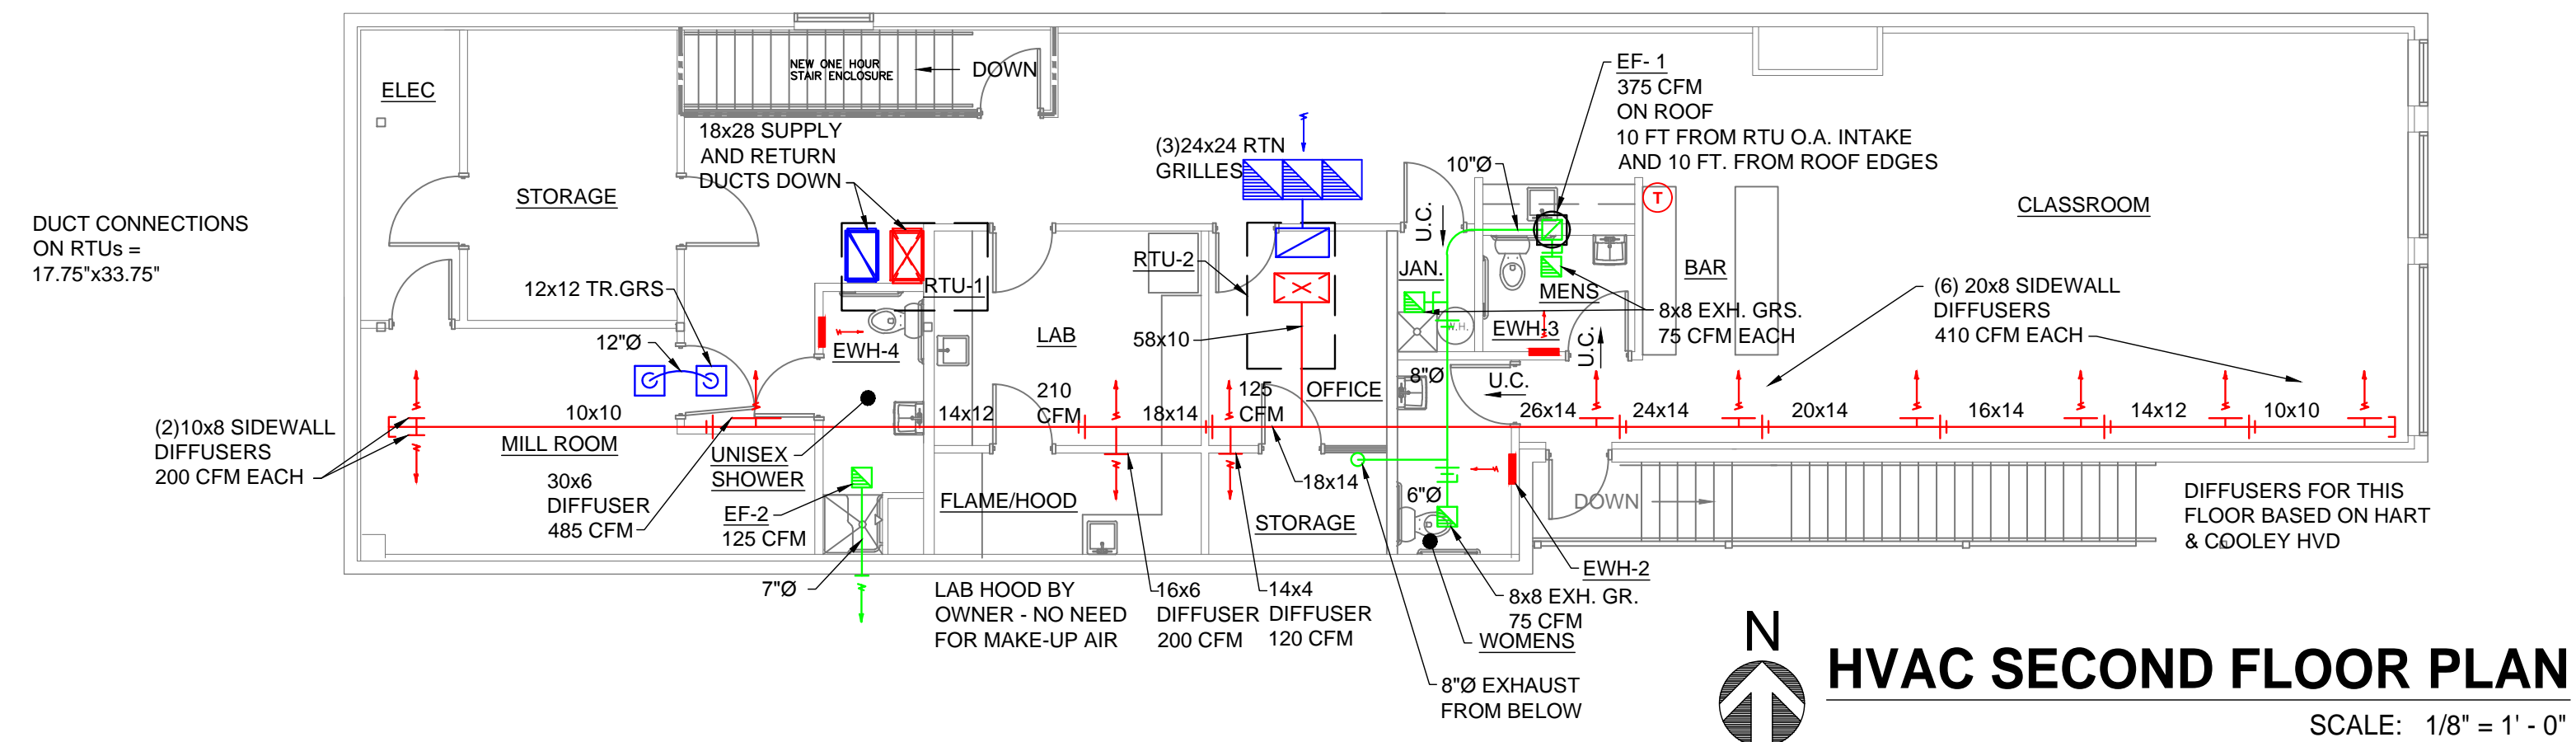 NEW ONE HOUR
STAIR ENCLOSURE
DOWN
ELEC
18x28 SUPPLY
AND RETURN
DUCTS DOWN
(3)24x24 RTN
GRILLES
EF- 1
375 CFM
ON ROOF
10 FT FROM RTU O.A. INTAKE
AND 10 FT. FROM ROOF EDGES
10"Ø
STORAGE
T
CLASSROOM
DUCT CONNECTIONS
ON RTUs =
17.75"x33.75"
U.C.
RTU-2
JAN.
BAR
RTU-1
12x12 TR.GRS
MENS
(6) 20x8 SIDEWALL
DIFFUSERS
410 CFM EACH
8x8 EXH. GRS.
75 CFM EACH
W.H.
EWH-3
12"Ø
EWH-4
LAB
58x10
U.C.
8"Ø
U.C.
OFFICE
210
CFM
125
CFM
10x10
14x12
18x14
26x14
24x14
20x14
16x14
14x12
10x10
(2)10x8 SIDEWALL
DIFFUSERS
200 CFM EACH
MILL ROOM
UNISEX
SHOWER
30x6
DIFFUSER
485 CFM
18x14
6"Ø
DOWN
FLAME/HOOD
STORAGE
EF-2
125 CFM
DIFFUSERS FOR THIS
FLOOR BASED ON HART
& COOLEY HVD
7"Ø
LAB HOOD BY
OWNER - NO NEED
FOR MAKE-UP AIR
16x6
DIFFUSER
200 CFM
14x4
DIFFUSER
120 CFM
EWH-2
8x8 EXH. GR.
75 CFM
WOMENS
8"Ø EXHAUST
FROM BELOW
N
HVAC SECOND FLOOR PLAN
SCALE: 1/8" = 1' - 0"